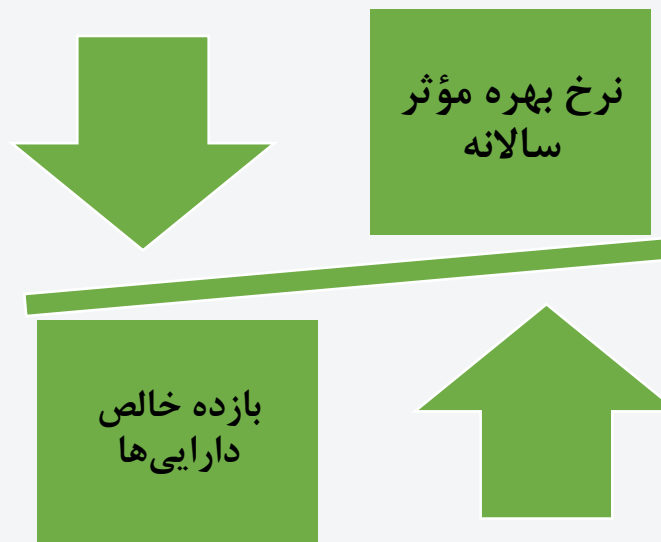 نرخ بهره مؤثر
سالانه
بازده خالص
دارایی‌ها